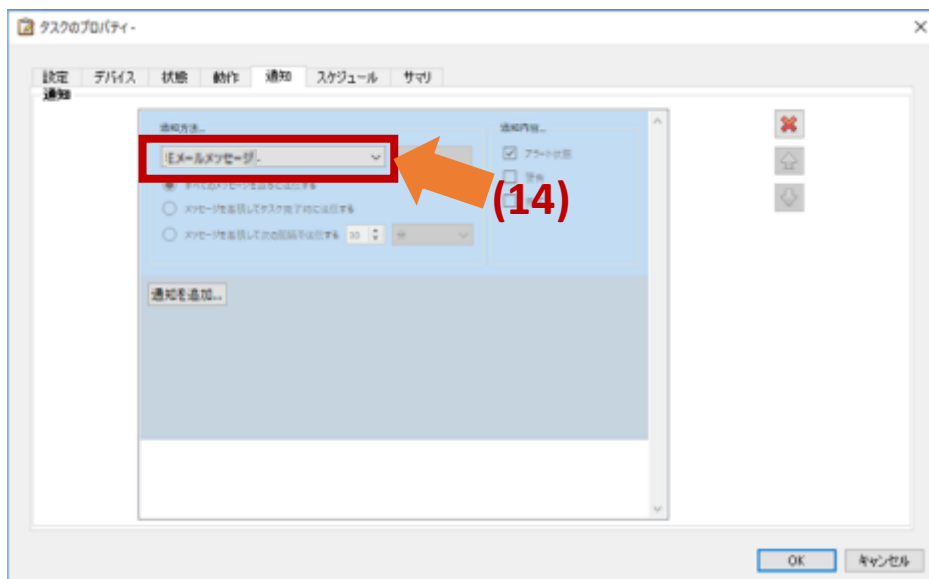 タスクのプロパティ -
設定 デバイス 状態 動作 通知 スケジュール サマリ
通知
通知方法...
通知内容...
Eメールメッセージ...
アラート状態
すべてのメッセージを直ちに送信する
(14)
メッセージを蓄積してタスク完了時に送信する
メッセージを蓄積して次の間隔で送信する 30 分
通知を追加...
OK キャンセル